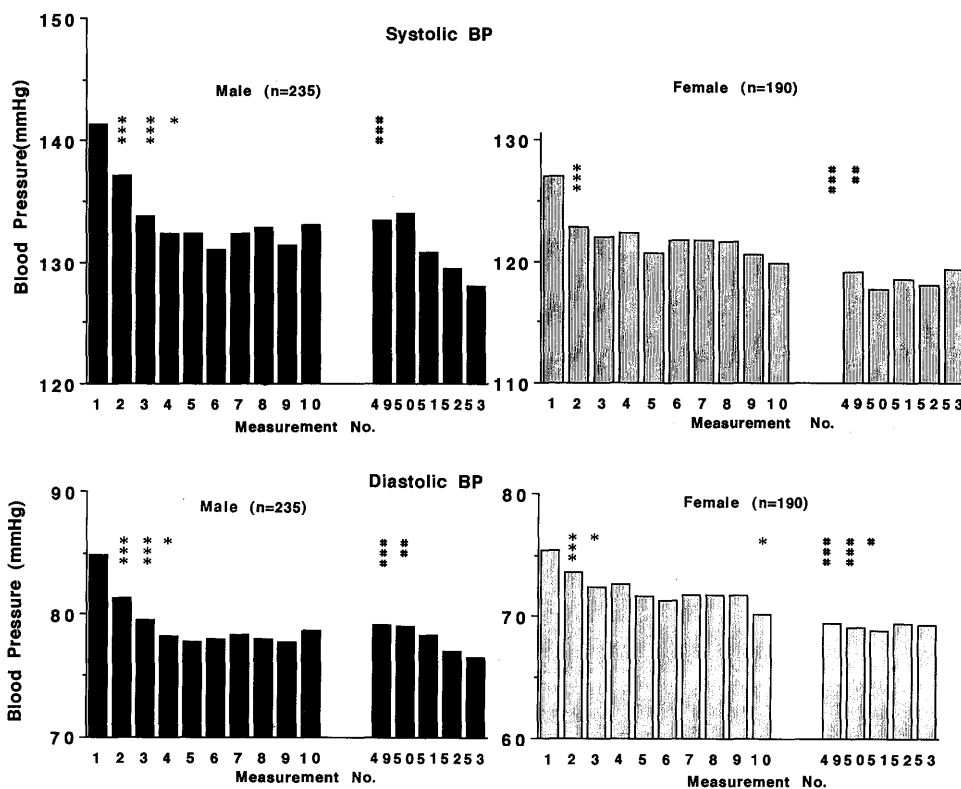 Systolic BP
Male (n=235)
Blood Pressure(mmHg)
150
140
130
120
***
***
*
###
1 2 3 4 5 6 7 8 9 10 49 50 51 52 53
Measurement No.
Female (n=190)
130
120
110
***
###
##
1 2 3 4 5 6 7 8 9 10 49 50 51 52 53
Measurement No.
Diastolic BP
Male (n=235)
Blood Pressure (mmHg)
90
80
70
***
***
*
###
##
1 2 3 4 5 6 7 8 9 10 49 50 51 52 53
Measurement No.
Female (n=190)
80
70
60
***
*
*
###
###
#
1 2 3 4 5 6 7 8 9 10 49 50 51 52 53
Measurement No.